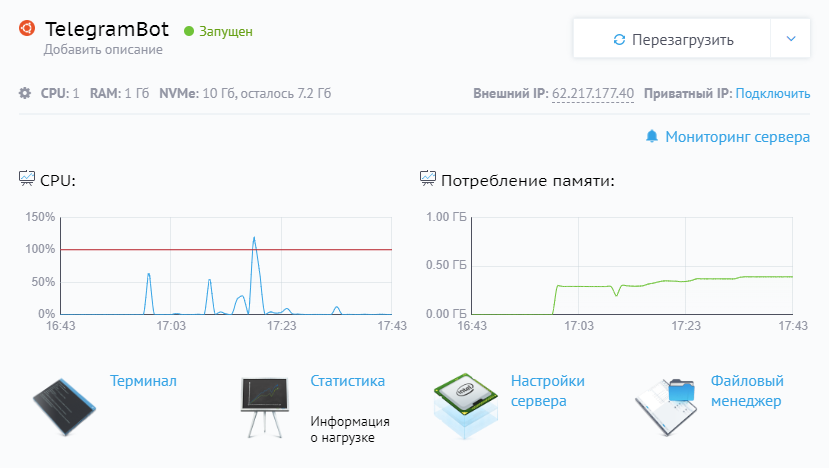 TelegramBot
Запущен
Добавить описание
Перезагрузить
CPU: 1 RAM: 1 Гб NVMe: 10 Гб, осталось 7.2 Гб
Внешний IP: 62.217.177.40 Приватный IP: Подключить
Мониторинг сервера
CPU:
150%
100%
50%
0%
16:43 17:03 17:23 17:43
Потребление памяти:
1.00 ГБ
0.50 ГБ
0.00 ГБ
16:43 17:03 17:23 17:43
Терминал
Статистика
Информация
о нагрузке
intel
Настройки
сервера
Файловый
менеджер